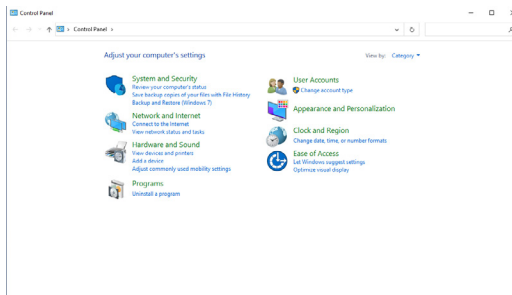 Control Panel
Control Panel
Adjust your computer's settings
View by: Category
System and Security
Review your computer's status
Save backup copies of your files with File History
Backup and Restore (Windows 7)
Network and Internet
Connect to the Internet
View network status and tasks
Hardware and Sound
View devices and printers
Add a device
Adjust commonly used mobility settings
Programs
Uninstall a program
User Accounts
Change account type
Appearance and Personalization
Clock and Region
Change date, time, or number formats
Ease of Access
Let Windows suggest settings
Optimize visual display